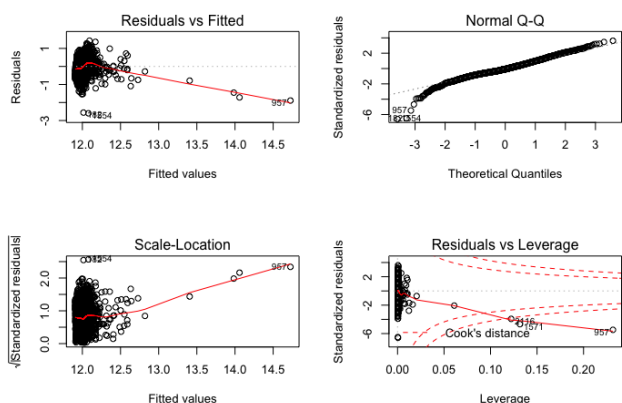 Residuals vs Fitted
Residuals
1
-1
-3
957
12.0 12.5 13.0 13.5 14.0 14.5
Fitted values
Normal Q-Q
Standardized residuals
2
-2
-6
957
-3 -2 -1 0 1 2 3
Theoretical Quantiles
Scale-Location
√|Standardized residuals|
2.0
1.0
0.0
957
12.0 12.5 13.0 13.5 14.0 14.5
Fitted values
Residuals vs Leverage
Standardized residuals
2
-2
-6
1571
957
Cook's distance
0.00 0.05 0.10 0.15 0.20
Leverage